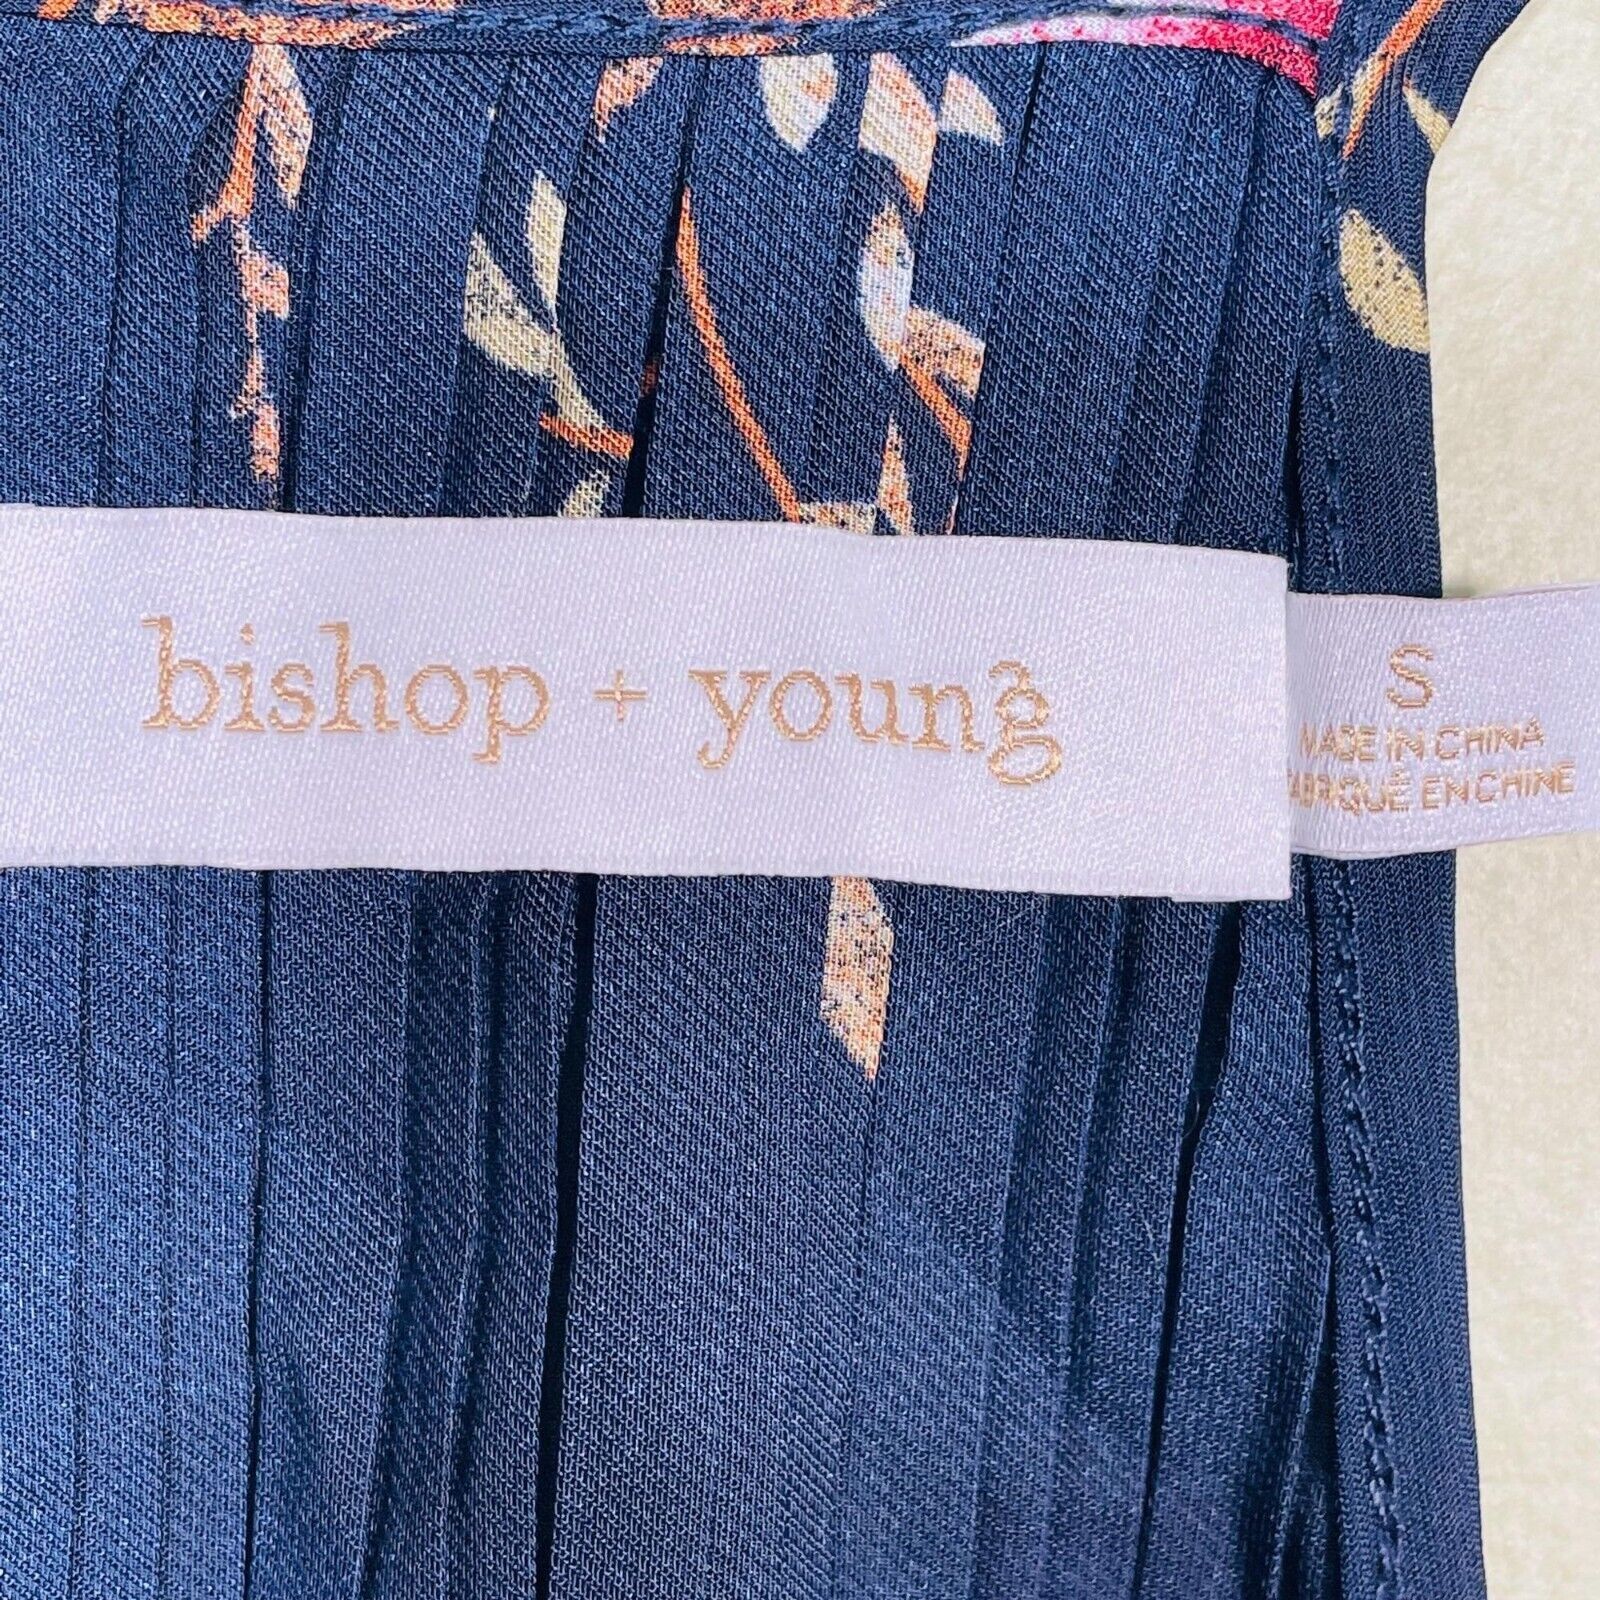 bishop + young
S
MADE IN CHINA
FABRIQUÉ EN CHINE